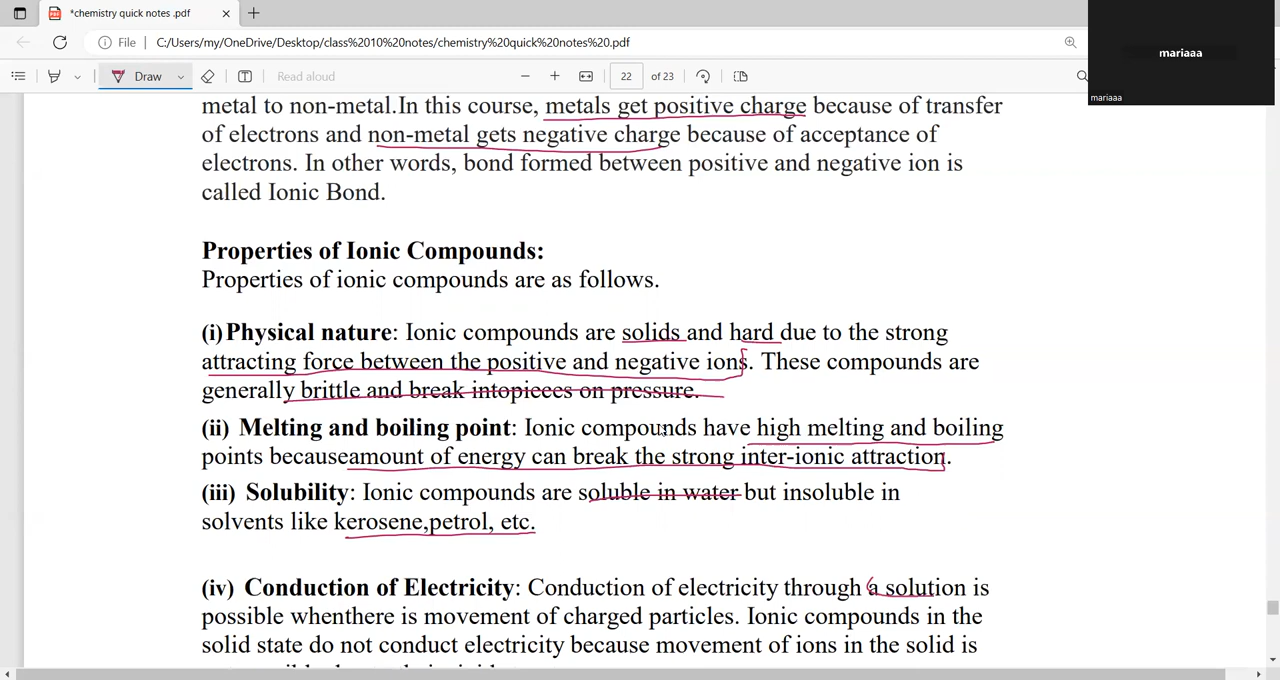 *chemistry quick notes .pdf
File C:/Users/my/OneDrive/Desktop/class%2010%20notes/chemistry%20quick%20notes%20.pdf
mariaaa
Draw Read aloud 22 of 23
mariaaa
metal to non-metal.In this course, metals get positive charge because of transfer
of electrons and non-metal gets negative charge because of acceptance of
electrons. In other words, bond formed between positive and negative ion is
called Ionic Bond.
Properties of Ionic Compounds:
Properties of ionic compounds are as follows.
(i)Physical nature: Ionic compounds are solids and hard due to the strong
attracting force between the positive and negative ions. These compounds are
generally brittle and break intopieces on pressure.
(ii) Melting and boiling point: Ionic compounds have high melting and boiling
points becauseamount of energy can break the strong inter-ionic attraction.
(iii) Solubility: Ionic compounds are soluble in water but insoluble in
solvents like kerosene,petrol, etc.
(iv) Conduction of Electricity: Conduction of electricity through a solution is
possible whenthere is movement of charged particles. Ionic compounds in the
solid state do not conduct electricity because movement of ions in the solid is